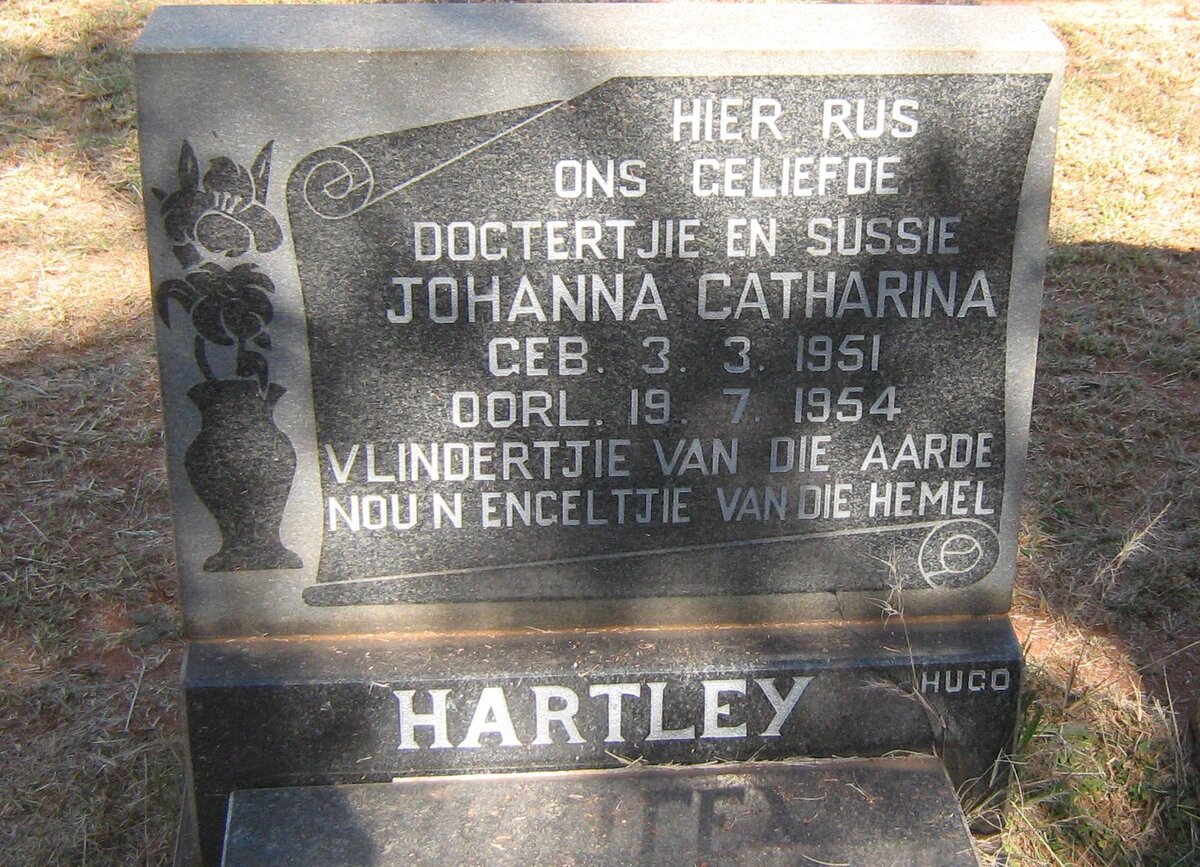 HIER RUS
ONS GELIEFDE
DOGTERTJIE EN SUSSIE
JOHANNA CATHARINA
GEB. 3. 3. 1951
OORL. 19. 7. 1954
VLINDERTJIE VAN DIE AARDE
NOU N ENGELTJIE VAN DIE HEMEL
HARTLEY
HUGO